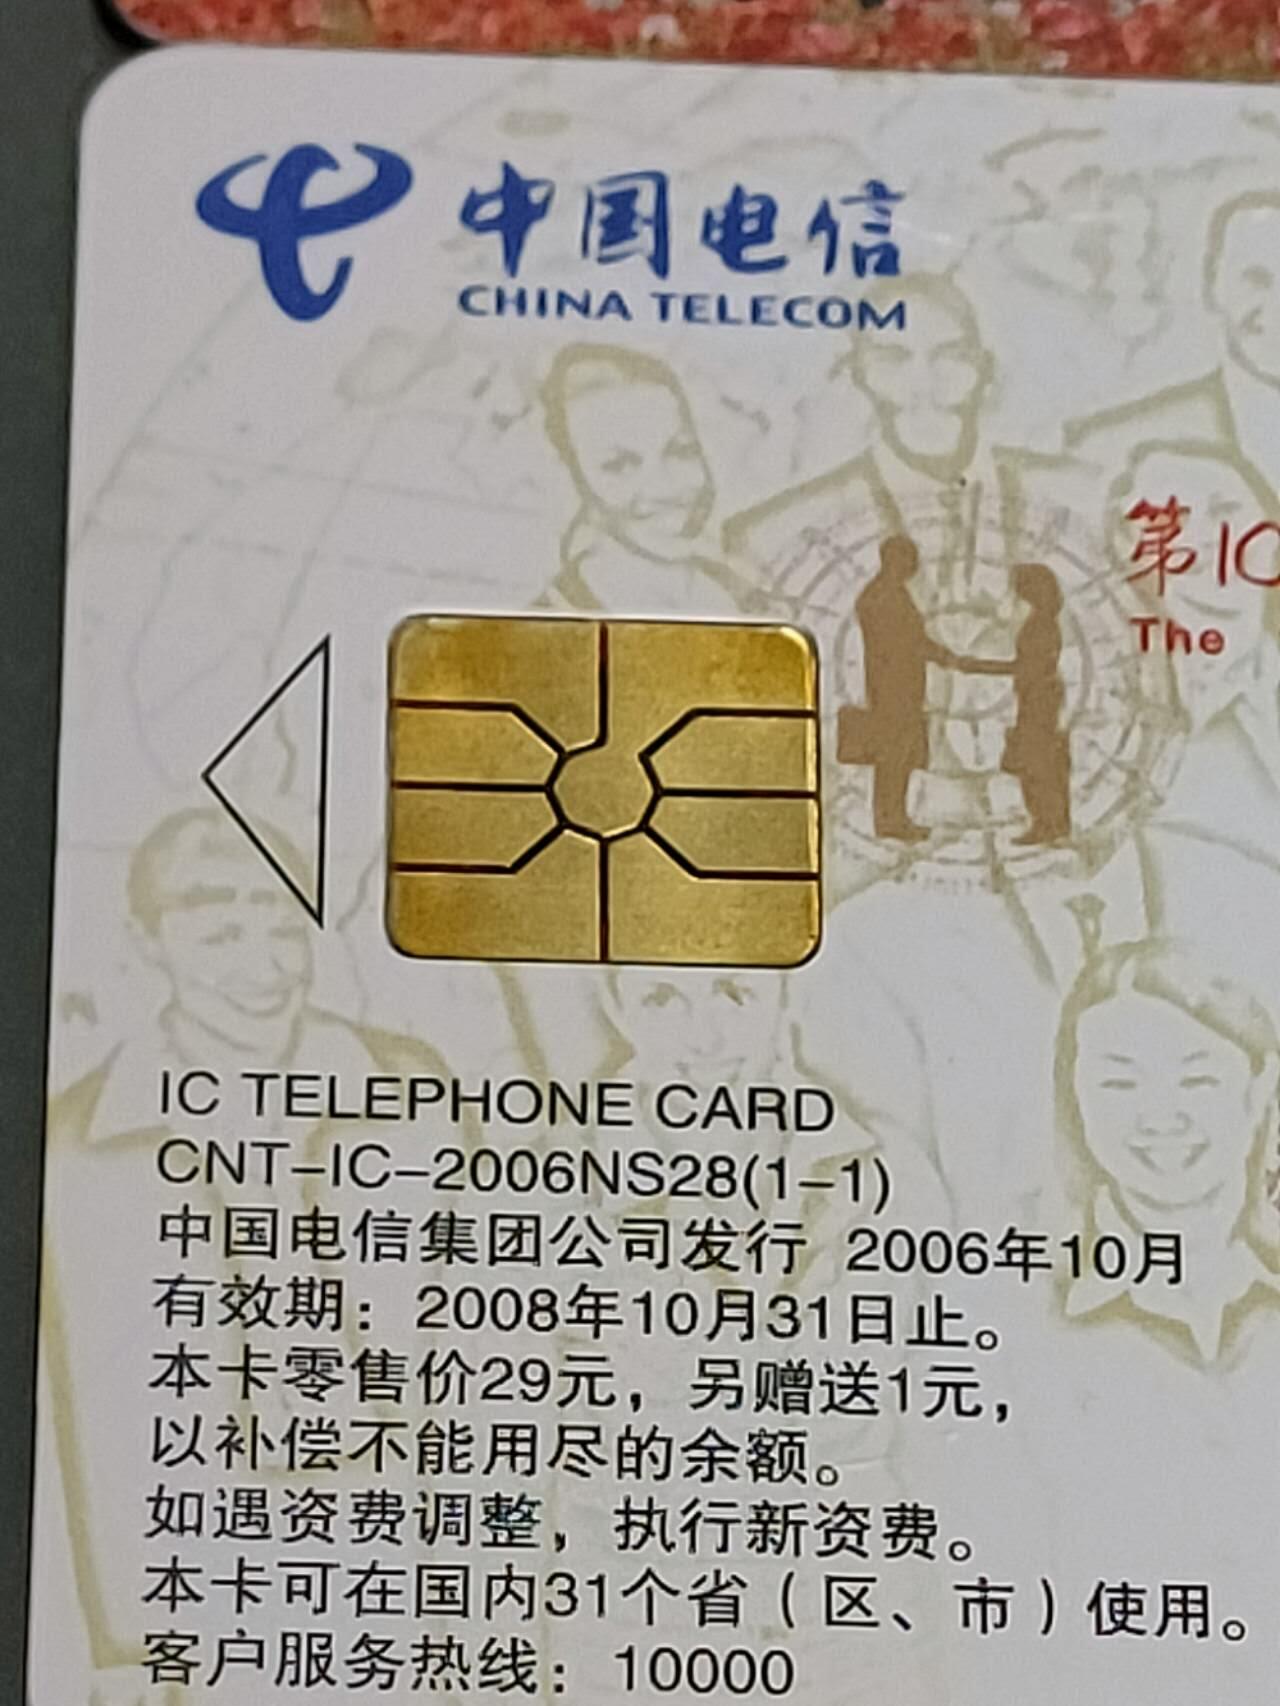 中国电信
CHINA TELECOM
第10
The
IC TELEPHONE CARD
CNT-IC-2006NS28(1-1)
中国电信集团公司发行 2006年10月
有效期：2008年10月31日止。
本卡零售价29元，另赠送1元，
以补偿不能用尽的余额。
如遇资费调整，执行新资费。
本卡可在国内31个省（区、市）使用。
客户服务热线：10000